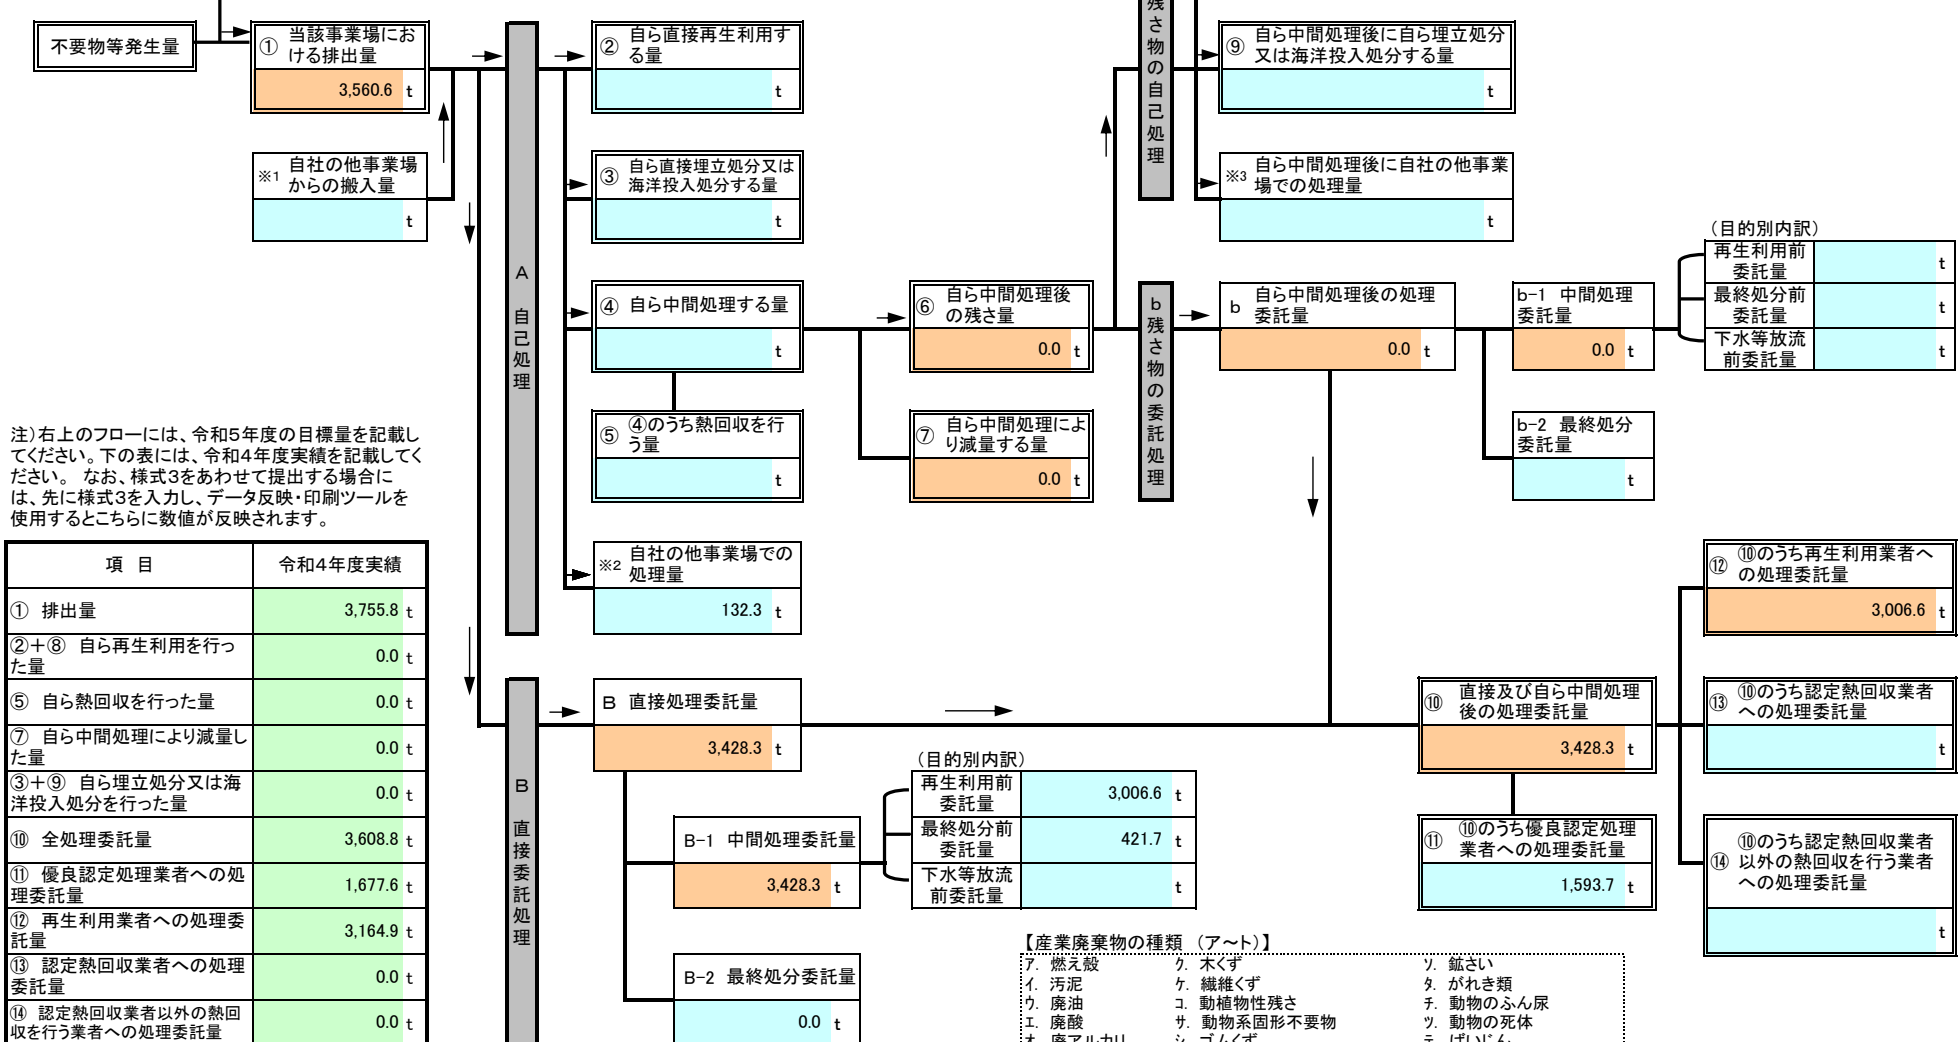 不要物等発生量
① 当該事業場にお
ける排出量
3,560.6 t
※1 自社の他事業場
からの搬入量
t
A 自己処理
② 自ら直接再生利用す
る量
t
③ 自ら直接埋立処分又は
海洋投入処分する量
t
④ 自ら中間処理する量
t
⑤ ④のうち熱回収を行
う量
t
※2 自社の他事業場での
処理量
132.3 t
⑥ 自ら中間処理後
の残さ量
0.0 t
⑦ 自ら中間処理によ
り減量する量
0.0 t
残さ物の自己処理
⑨ 自ら中間処理後に自ら埋立処分
又は海洋投入処分する量
t
※3 自ら中間処理後に自社の他事業
場での処理量
t
b 残さ物の委託処理
b 自ら中間処理後の処理
委託量
0.0 t
b-1 中間処理
委託量
0.0 t
b-2 最終処分
委託量
t
(目的別内訳)
再生利用前
委託量
t
最終処分前
委託量
t
下水等放流
前委託量
t
注)右上のフローには、令和5年度の目標量を記載し
てください。下の表には、令和4年度実績を記載してく
ださい。 なお、様式3をあわせて提出する場合に
は、先に様式3を入力し、データ反映・印刷ツールを
使用するとこちらに数値が反映されます。
項 目 令和4年度実績
① 排出量 3,755.8 t
②+⑧ 自ら再生利用を行っ
た量 0.0 t
⑤ 自ら熱回収を行った量 0.0 t
⑦ 自ら中間処理により減量し
た量 0.0 t
③+⑨ 自ら埋立処分又は海
洋投入処分を行った量 0.0 t
⑩ 全処理委託量 3,608.8 t
⑪ 優良認定処理業者への処
理委託量 1,677.6 t
⑫ 再生利用業者への処理委
託量 3,164.9 t
⑬ 認定熱回収業者への処理
委託量 0.0 t
⑭ 認定熱回収業者以外の熱回
収を行う業者への処理委託量 0.0 t
B 直接委託処理
B 直接処理委託量
3,428.3 t
B-1 中間処理委託量
3,428.3 t
B-2 最終処分委託量
0.0 t
(目的別内訳)
再生利用前
委託量
3,006.6 t
最終処分前
委託量
421.7 t
下水等放流
前委託量
t
⑩ 直接及び自ら中間処理
後の処理委託量
3,428.3 t
⑪ ⑩のうち優良認定処理
業者への処理委託量
1,593.7 t
⑫ ⑩のうち再生利用業者へ
の処理委託量
3,006.6 t
⑬ ⑩のうち認定熱回収業者
への処理委託量
t
⑭ ⑩のうち認定熱回収業者
以外の熱回収を行う業者
への処理委託量
t
【産業廃棄物の種類 (ア~ト)】
ア. 燃え殻 ク. 木くず ソ. 鉱さい
イ. 汚泥 ケ. 繊維くず タ. がれき類
ウ. 廃油 コ. 動植物性残さ チ. 動物のふん尿
エ. 廃酸 サ. 動物系固形不要物 ツ. 動物の死体
オ. 廃アルカリ シ. ゴムくず テ. ばいじん